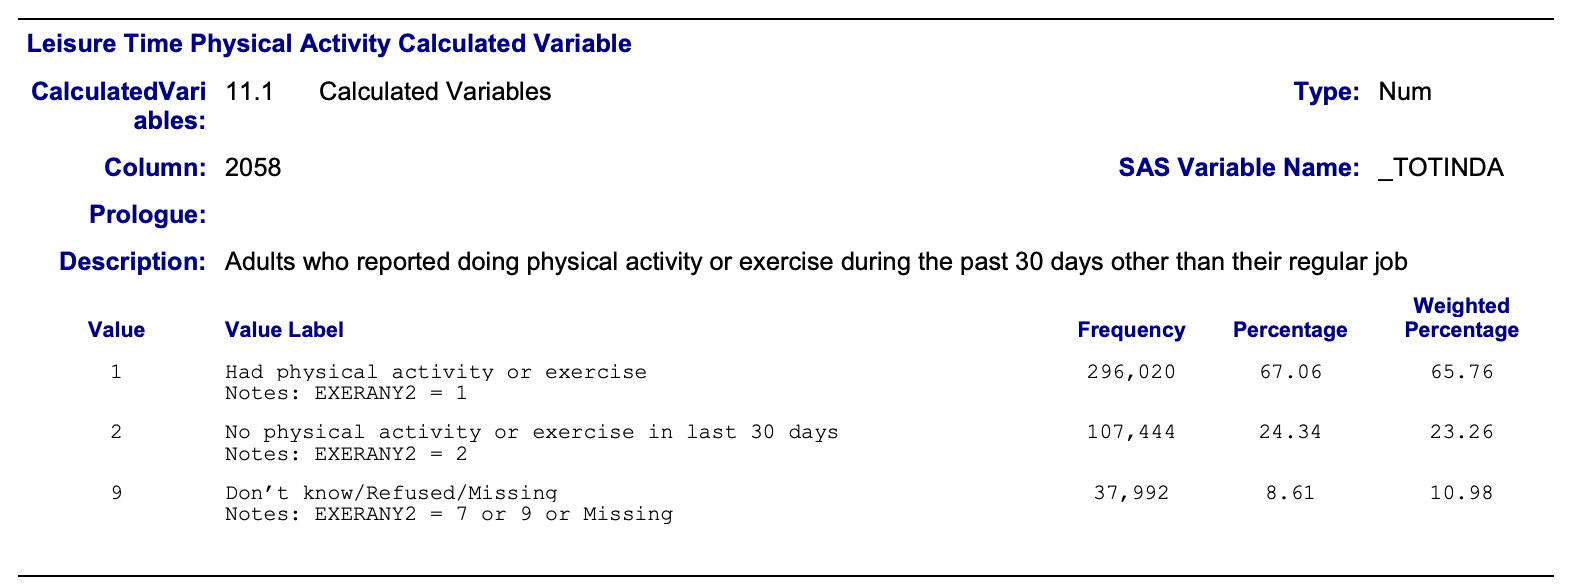 Leisure Time Physical Activity Calculated Variable
CalculatedVari 11.1 Calculated Variables Type: Num
ables:
Column: 2058 SAS Variable Name: _TOTINDA
Prologue:
Description: Adults who reported doing physical activity or exercise during the past 30 days other than their regular job
Weighted
Value Value Label Frequency Percentage Percentage
1 Had physical activity or exercise 296,020 67.06 65.76
Notes: EXERANY2 = 1
2 No physical activity or exercise in last 30 days 107,444 24.34 23.26
Notes: EXERANY2 = 2
9 Don’t know/Refused/Missing 37,992 8.61 10.98
Notes: EXERANY2 = 7 or 9 or Missing